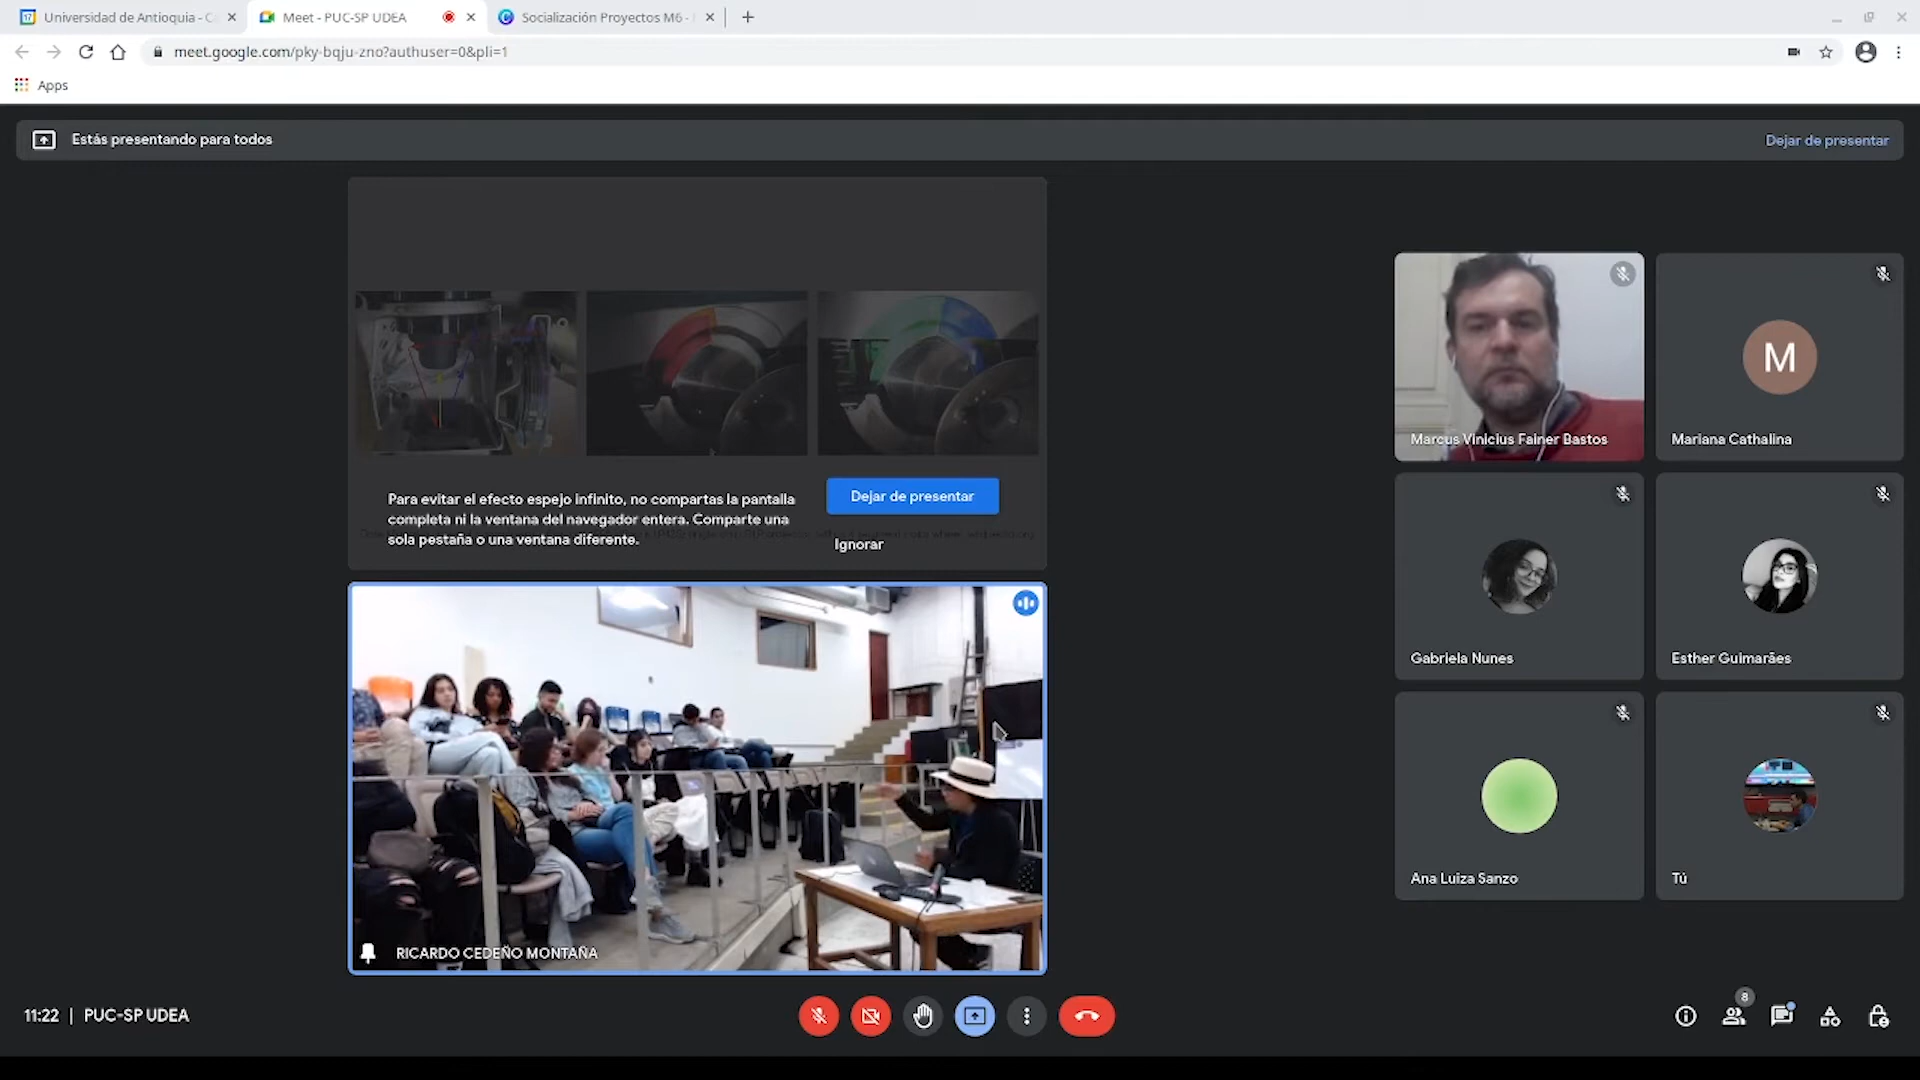 Universidad de Antioquia - C
Meet - PUC-SP UDEA
Socialización Proyectos M6 -
meet.google.com/pky-bqju-zno?authuser=0&pli=1
Apps
Estás presentando para todos
Dejar de presentar
Para evitar el efecto espejo infinito, no compartas la pantalla
completa ni la ventana del navegador entera. Comparte una
sola pestaña o una ventana diferente.
Dejar de presentar
Ignorar
RICARDO CEDEÑO MONTAÑA
Marcus Vinicius Fainer Bastos
M
Mariana Cathalina
Gabriela Nunes
Esther Guimarães
Ana Luiza Sanzo
Tú
11:22 | PUC-SP UDEA
8